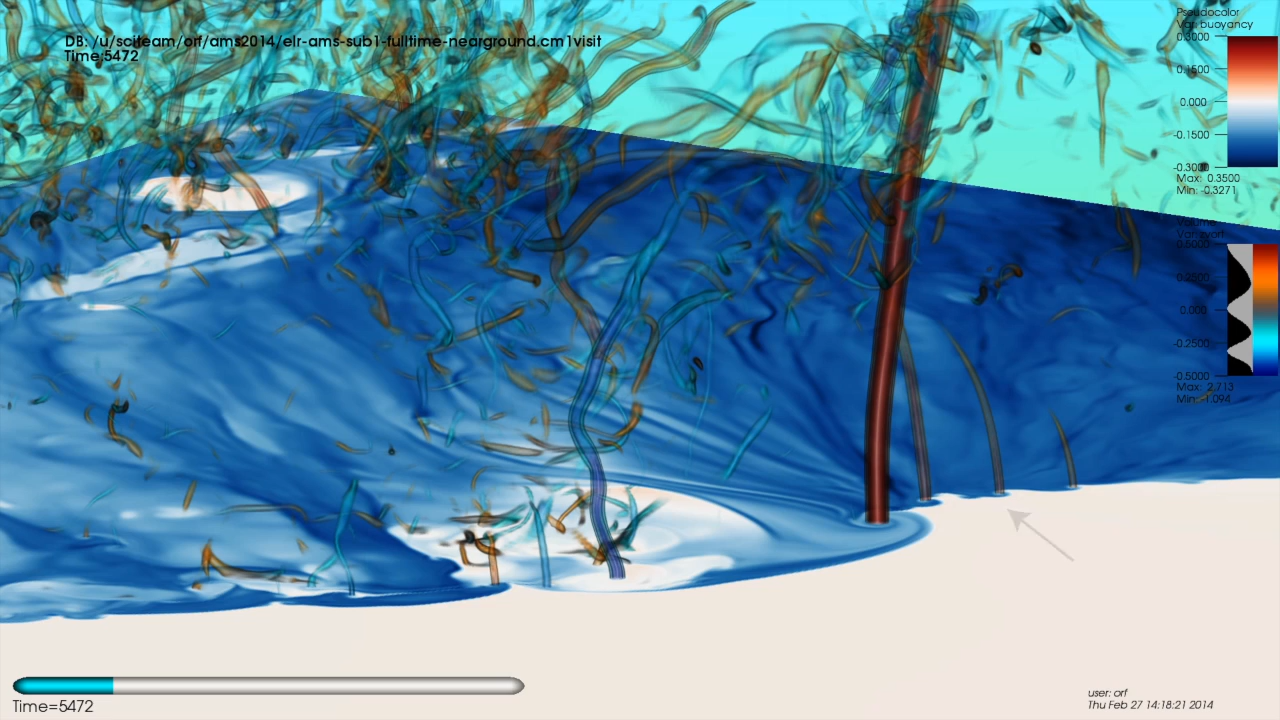 DB: /u/sciteam/orf/ams2014/elr-ams-sub1-fulltime-nearground.cm1visit
Time:5472
Pseudocolor
Var: buoyancy
0.3000
0.1500
0.000
-0.1500
-0.3000
Max: 0.3500
Min: -0.3271
0.5000
0.2500
0.000
-0.2500
-0.5000
Max: 2.713
Min: -1.094
Time=5472
user: orf
Thu Feb 27 14:18:21 2014